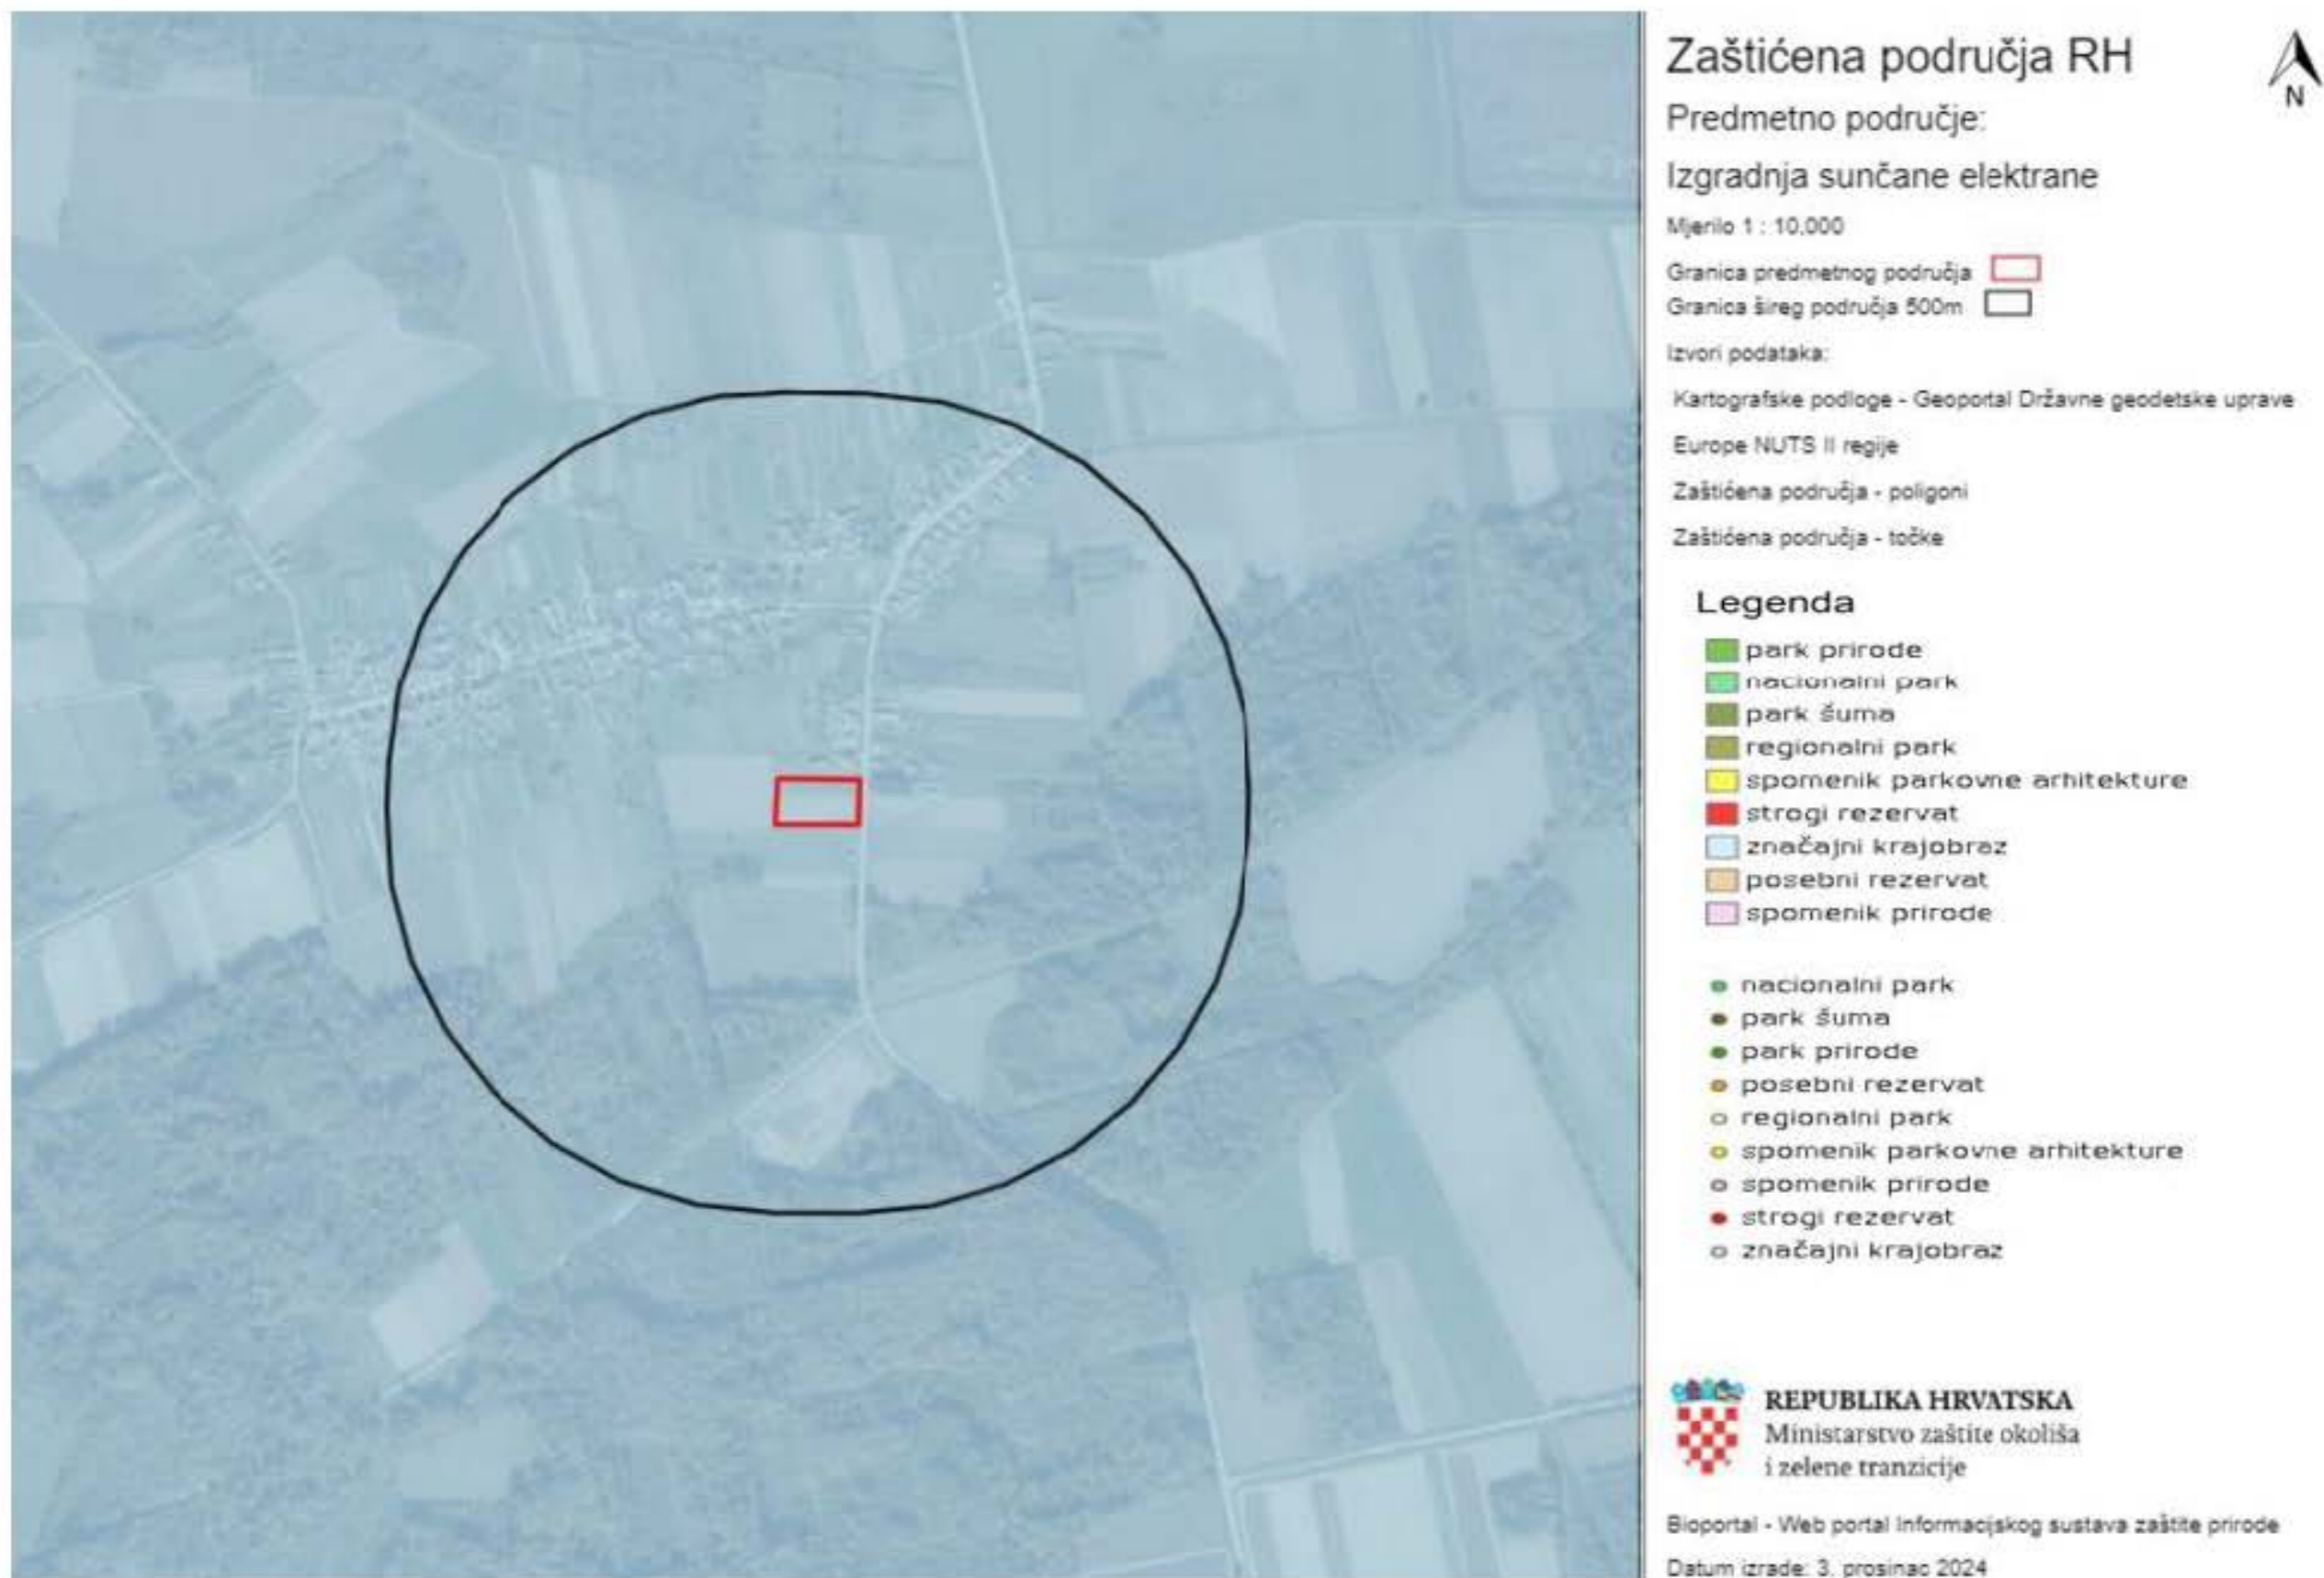 Zaštićena područja RH
N
Predmetno područje:
Izgradnja sunčane elektrane
Mjerilo 1 : 10.000
Granica predmetnog područja
Granica šireg područja 500m
Izvori podataka:
Kartografske podloge - Geoportal Državne geodetske uprave
Europe NUTS II regije
Zaštićena područja - poligoni
Zaštićena područja - točke
Legenda
park prirode
nacionalni park
park šuma
regionalni park
spomenik parkovne arhitekture
strogi rezervat
značajni krajobraz
posebni rezervat
spomenik prirode
nacionalni park
park šuma
park prirode
posebni rezervat
regionalni park
spomenik parkovne arhitekture
spomenik prirode
strogi rezervat
značajni krajobraz
REPUBLIKA HRVATSKA
Ministarstvo zaštite okoliša
i zelene tranzicije
Bioportal - Web portal Informacijskog sustava zaštite prirode
Datum izrade: 3. prosinac 2024